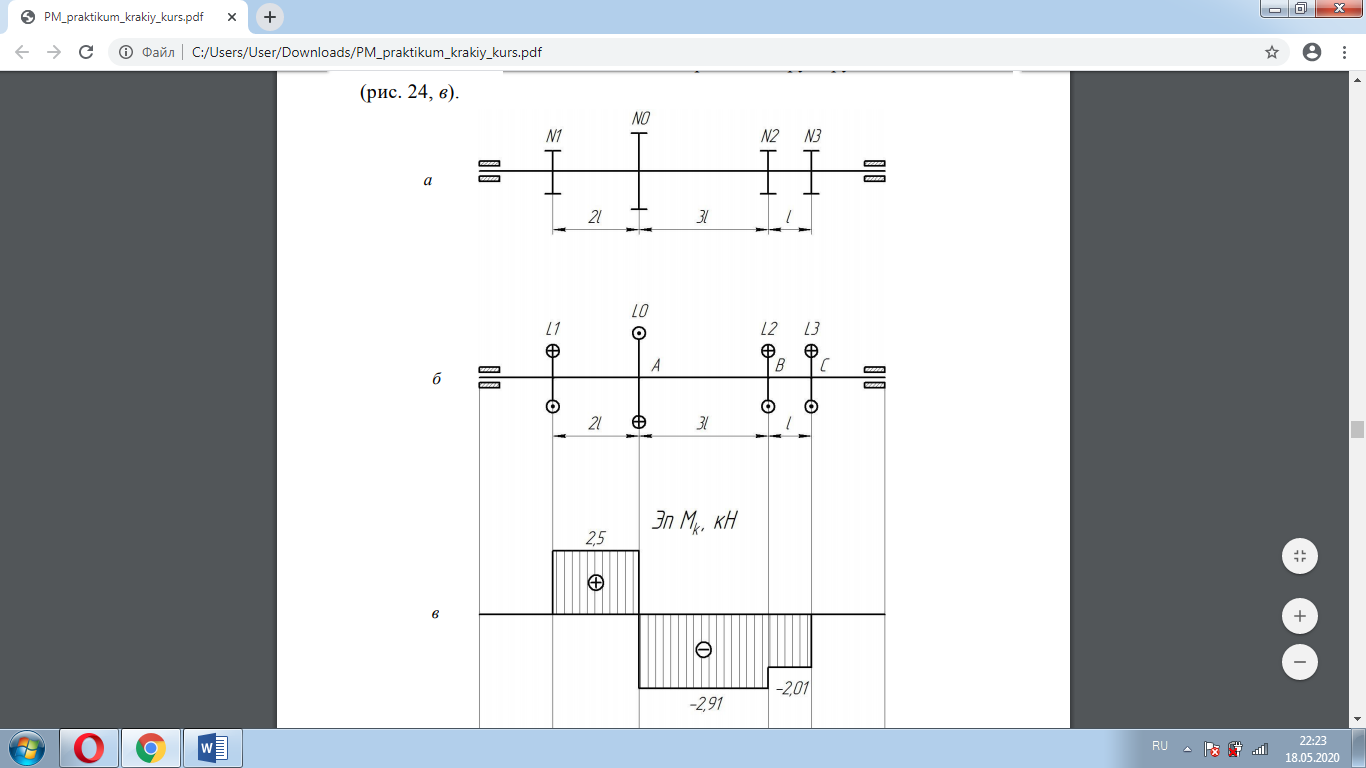 PM_praktikum_krakiy_kurs.pdf
Файл
C:/Users/User/Downloads/PM_praktikum_krakiy_kurs.pdf
(рис. 24, в).
N0
N1
N2
N3
а
2l
3l
l
L0
L1
L2
L3
A
B
C
б
2l
3l
l
Эп Mk, кН
2,5
в
-2,91
-2,01
RU
22:23
18.05.2020